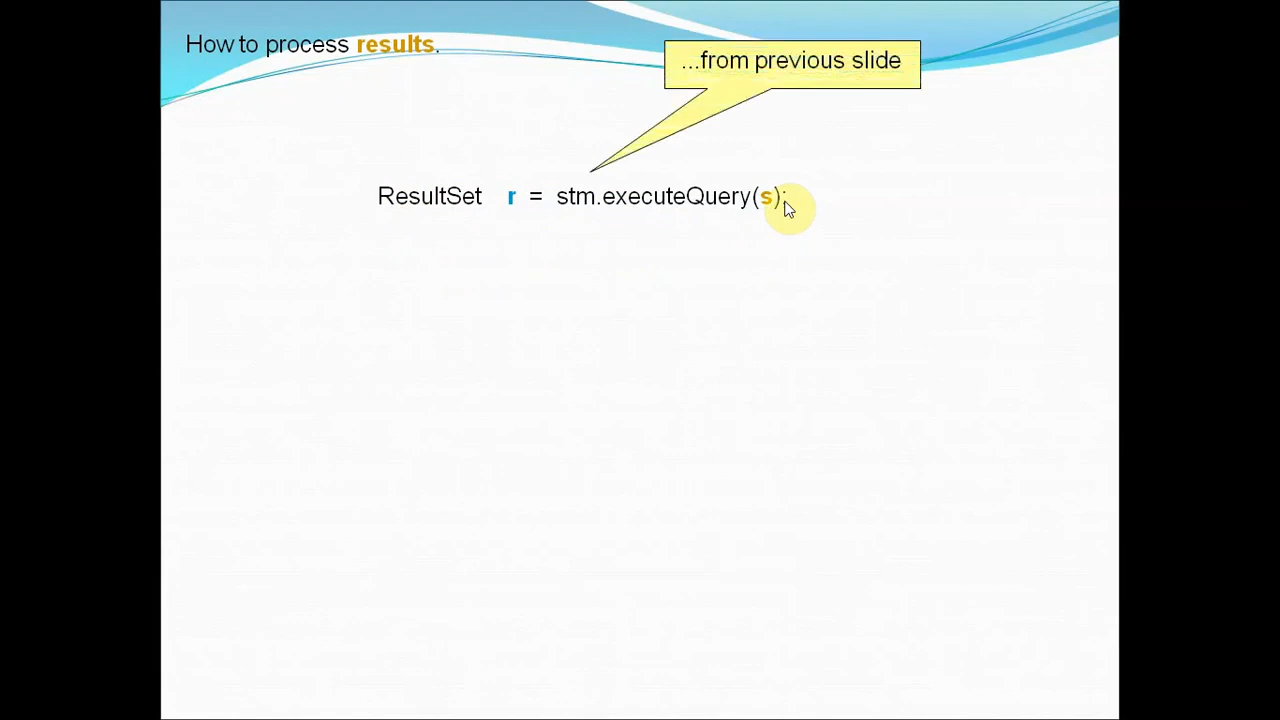 How to process results.
...from previous slide
ResultSet r = stm.executeQuery(s);